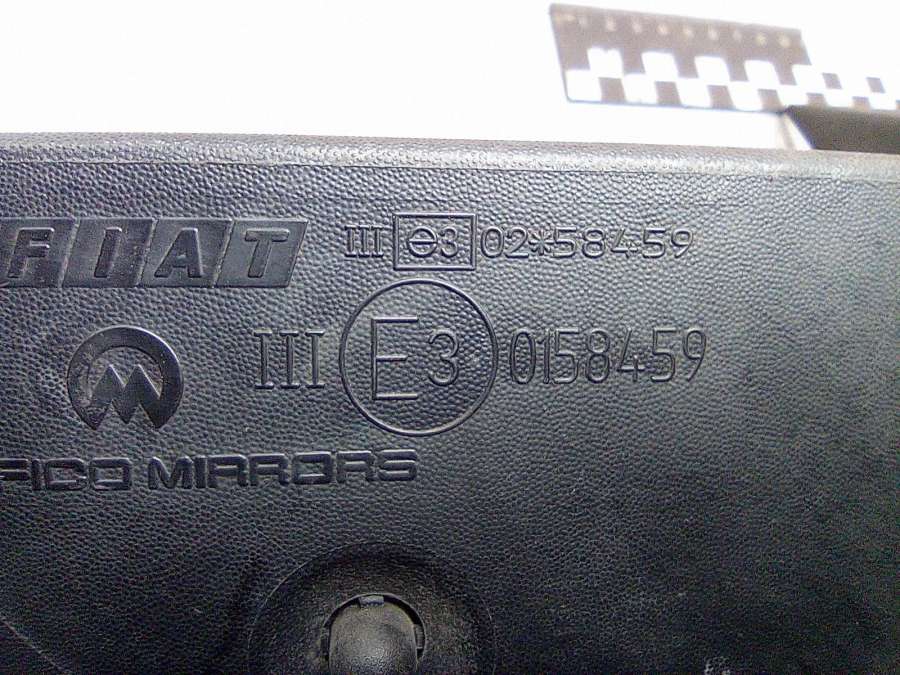 FIAT
III e3 02*58459
III E3 0158459
FICO MIRRORS